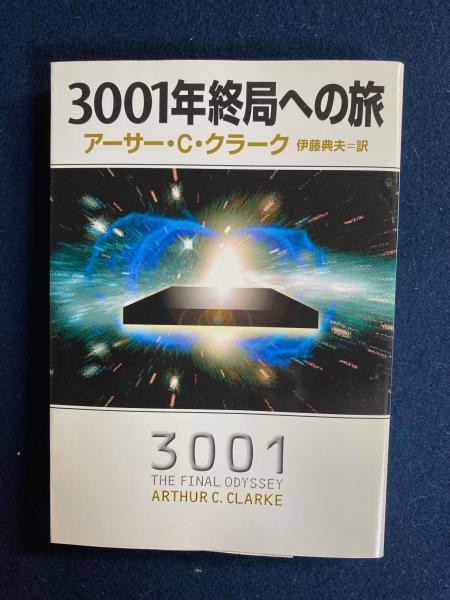 3001年終局への旅
アーサー・C・クラーク 伊藤典夫=訳
3001
THE FINAL ODYSSEY
ARTHUR C. CLARKE